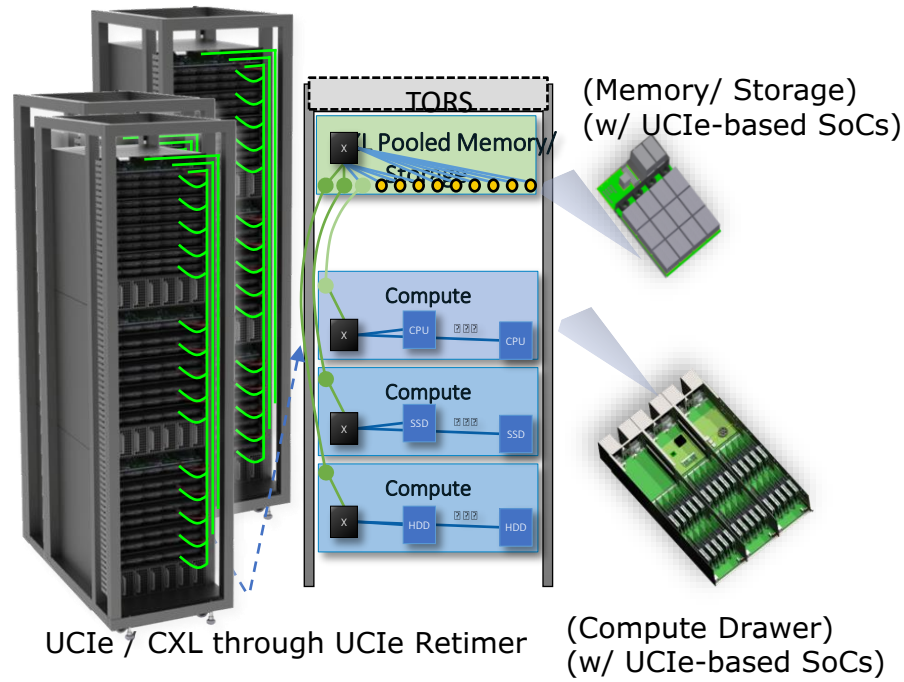 TORS
(Memory/ Storage)
(w/ UCIe-based SoCs)
X
Pooled Memory/
Storage
Compute
X
CPU
CPU
Compute
X
SSD
SSD
Compute
X
HDD
HDD
UCIe / CXL through UCIe Retimer
(Compute Drawer)
(w/ UCIe-based SoCs)